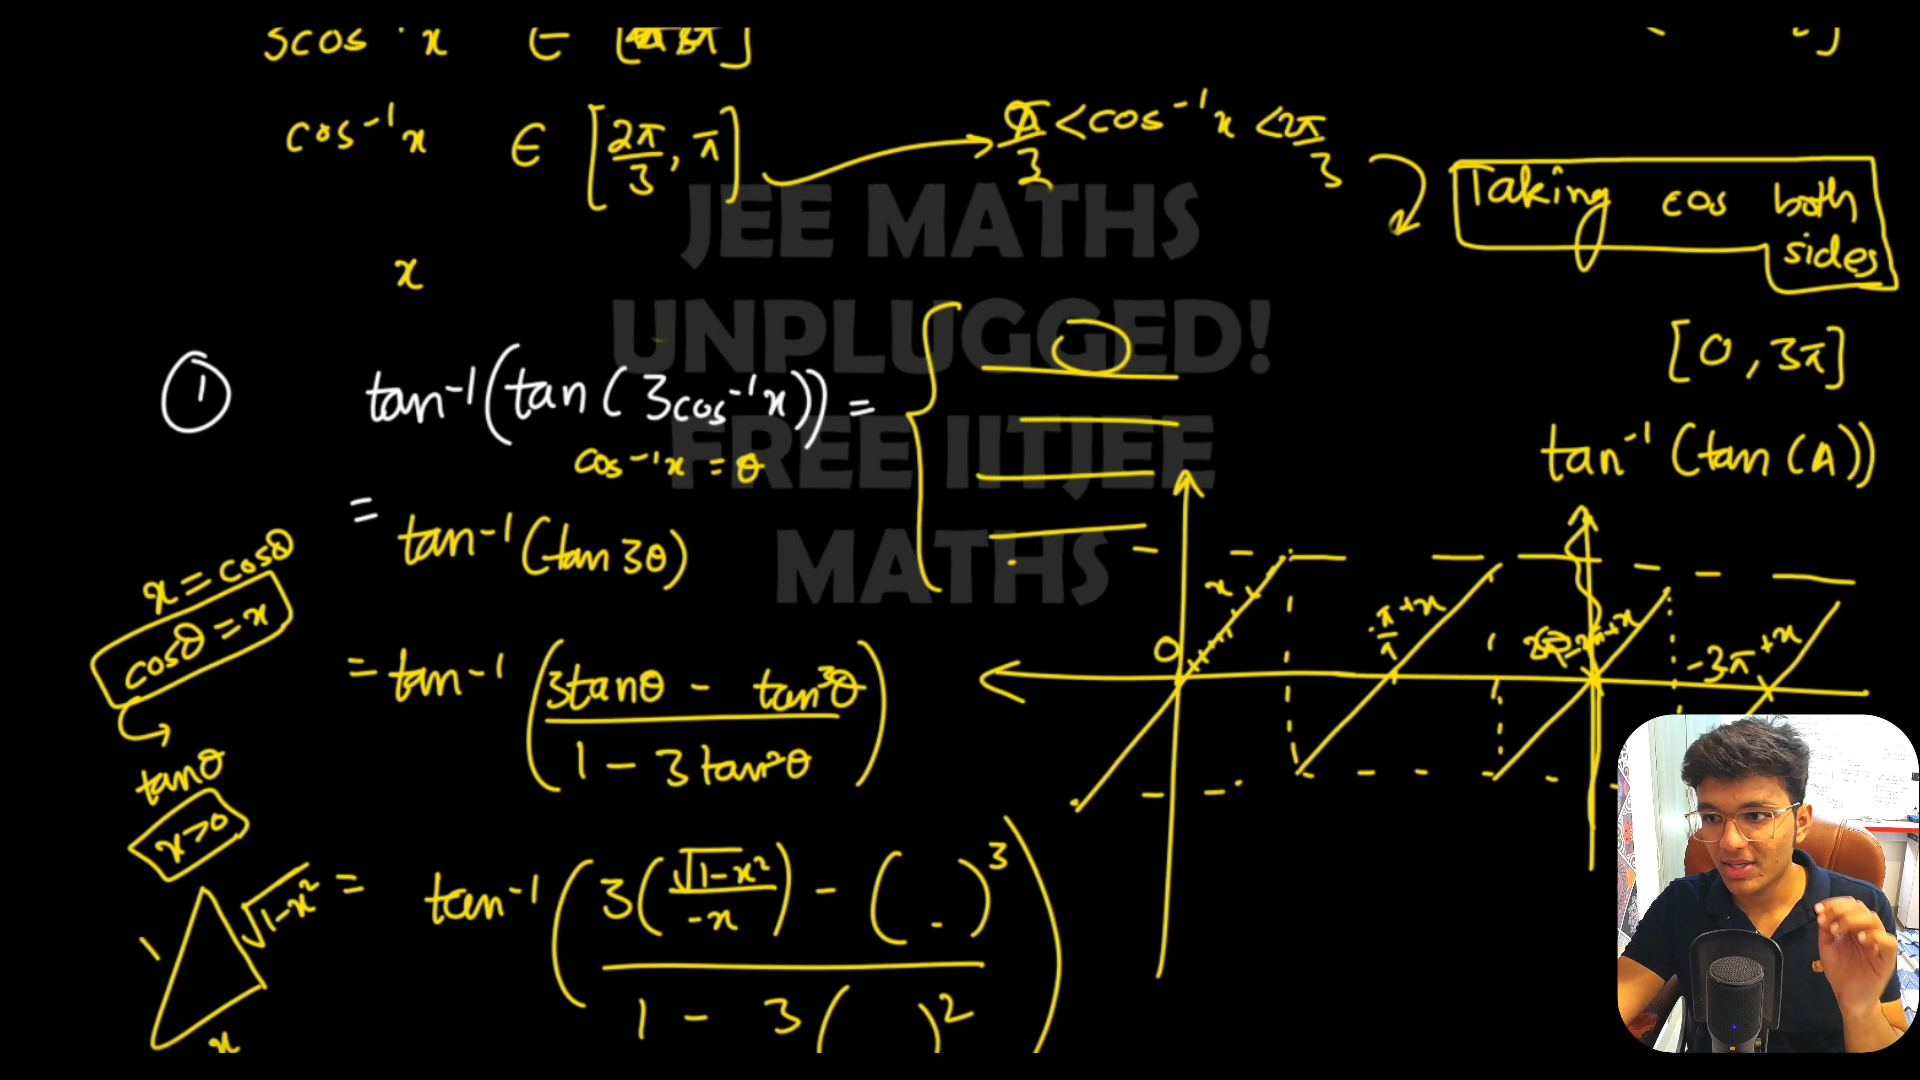 3cos⁻¹x ∈
cos⁻¹x ∈ [2π/3, π]
π/3 < cos⁻¹x < 2π/3
Taking cos both
sides
x
[0, 3π]
① tan⁻¹(tan(3cos⁻¹x)) = {
cos⁻¹x = θ
tan⁻¹(tan(A))
= tan⁻¹(tan3θ)
x = cosθ
cosθ = x
= tan⁻¹((3tanθ - tan³θ)/(1 - 3tan²θ))
tanθ
x>0
= tan⁻¹((3(√1-x²/-x) - ( . )³)/(1 - 3( )²))
1
√1-x²
x
0
x
-π+x
-3π+x
JEE MATHS
UNPLUGGED!
FREE IITJEE
MATHS